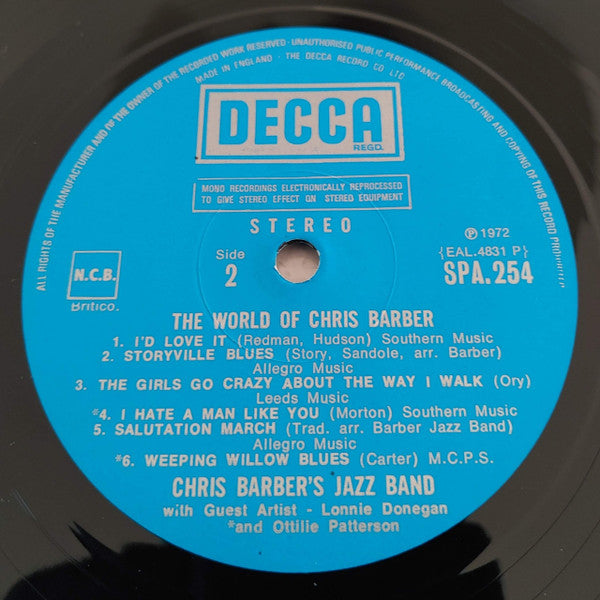 ALL RIGHTS OF THE MANUFACTURER AND OF THE OWNER OF THE RECORDED WORK RESERVED · UNAUTHORISED PUBLIC PERFORMANCE BROADCASTING AND COPYING OF THIS RECORD PROHIBITED
MADE IN ENGLAND · THE DECCA RECORD CO LTD
DECCA
REGD.
MONO RECORDINGS ELECTRONICALLY REPROCESSED
TO GIVE STEREO EFFECT ON STEREO EQUIPMENT
STEREO
Side
2
℗ 1972
{EAL.4831 P}
SPA.254
N.C.B.
Britico.
THE WORLD OF CHRIS BARBER
1. I'D LOVE IT (Redman, Hudson) Southern Music
2. STORYVILLE BLUES (Story, Sandole, arr. Barber)
Allegro Music
3. THE GIRLS GO CRAZY ABOUT THE WAY I WALK (Ory)
Leeds Music
*4. I HATE A MAN LIKE YOU (Morton) Southern Music
5. SALUTATION MARCH (Trad. arr. Barber Jazz Band)
Allegro Music
*6. WEEPING WILLOW BLUES (Carter) M.C.P.S.
CHRIS BARBER'S JAZZ BAND
with Guest Artist - Lonnie Donegan
*and Ottilie Patterson